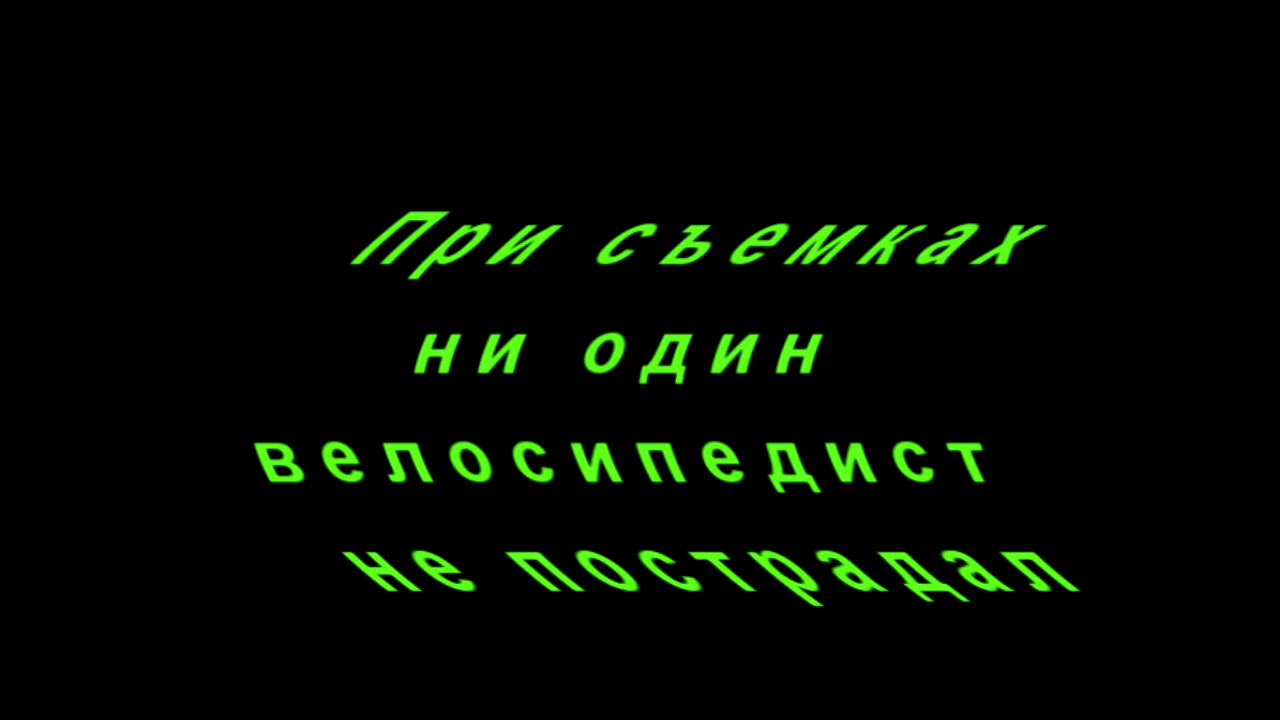 При съемках
ни один
велосипедист
не пострадал